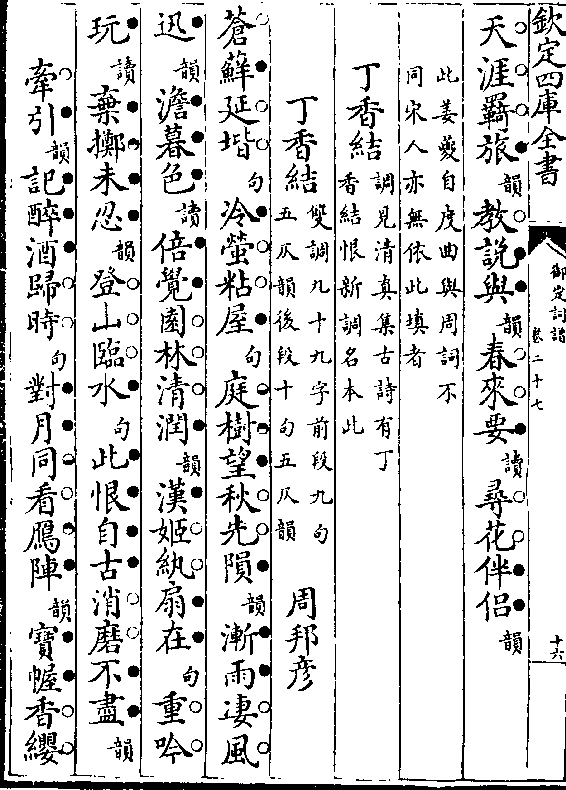 欽定四庫全書
御定詞譜
卷二十七
十六
天涯羇旅韻教說與韻春來要讀尋花伴侣韻
此姜夔自度曲與周詞不
同宋人亦無依此填者
丁香結調見清真集古詩有丁
香結恨新調名本此
丁香結雙調九十九字前段九句
五仄韻後段十句五仄韻
周邦彦
蒼蘚延堦句冷螢粘屋句庭樹望秋先隕韻漸雨凄風
迅韻澹暮色讀倍覺園林清潤韻漢姬紈扇在句重吟
玩讀棄擲未忍韻登山臨水句此恨自古消磨不盡韻
牽引韻記醉酒歸時句對月同看鴈陣韻寶幄香纓